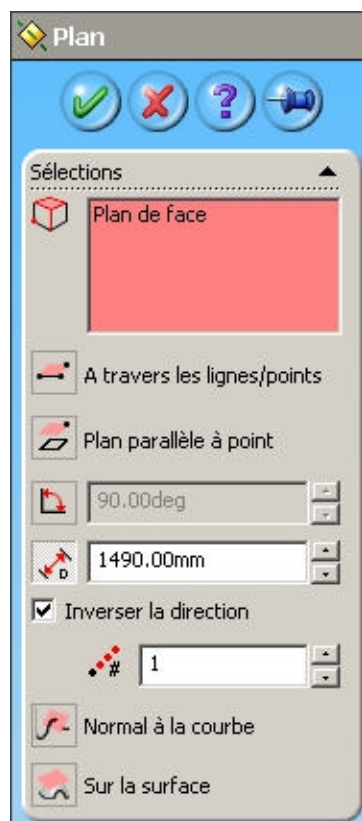 Plan
?
Sélections
Plan de face
A travers les lignes/points
Plan parallèle à point
90.00deg
D
1490.00mm
Inverser la direction
#
1
Normal à la courbe
Sur la surface